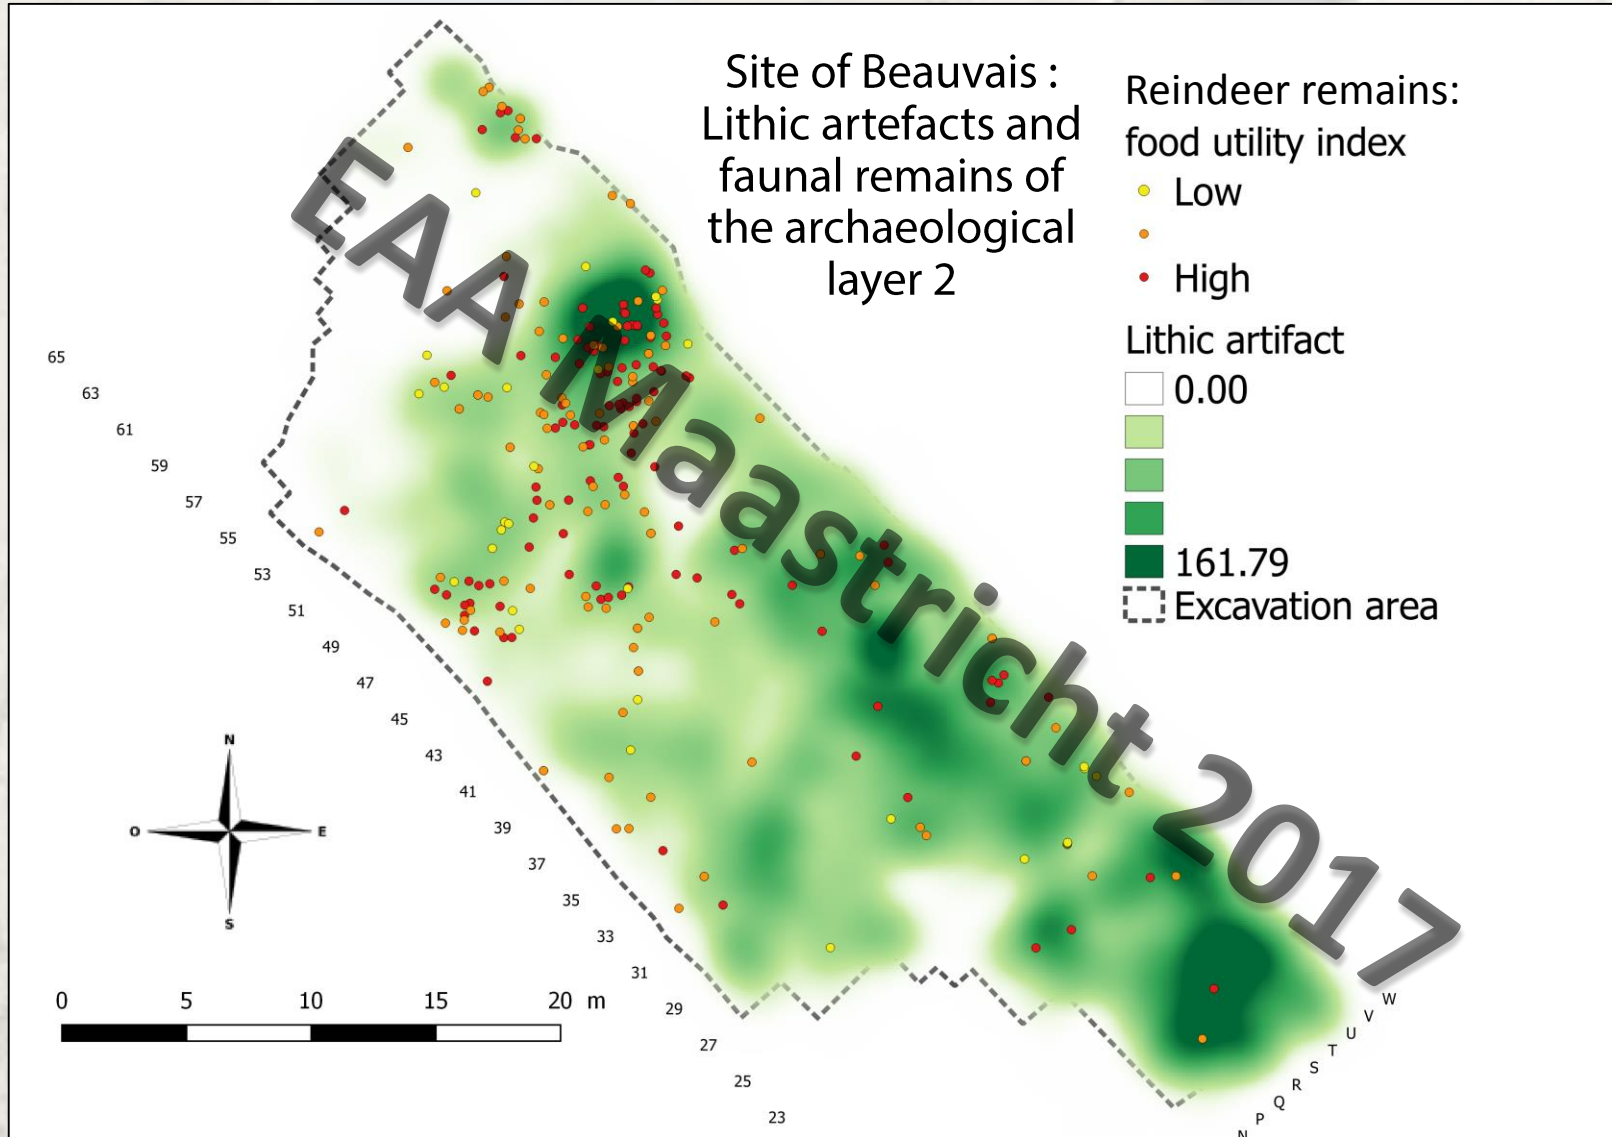 Site of Beauvais :
Lithic artefacts and
faunal remains of
the archaeological
layer 2
Reindeer remains:
food utility index
Low
High
Lithic artifact
0.00
161.79
Excavation area
EAA Maastricht 2017
65
63
61
59
57
55
53
51
49
47
45
43
41
39
37
35
33
31
29
27
25
23
N
O
E
S
0 5 10 15 20 m
W
V
U
T
S
R
Q
P
N